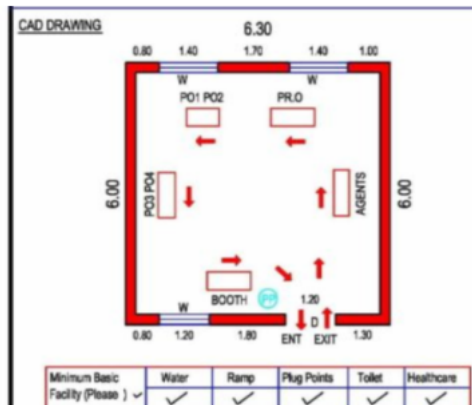 CAD DRAWING
6.30
0.80 1.40 1.70 1.40 1.00
W W
PO1 PO2 PR.O
6.00 PO3 PO4 AGENTS 6.00
BOOTH PP 1.20
W D
ENT EXIT
0.80 1.20 1.80 1.30
Minimum Basic Water Ramp Plug Points Toilet Healthcare
Facility (Please ) ✓ ✓ ✓ ✓ ✓ ✓